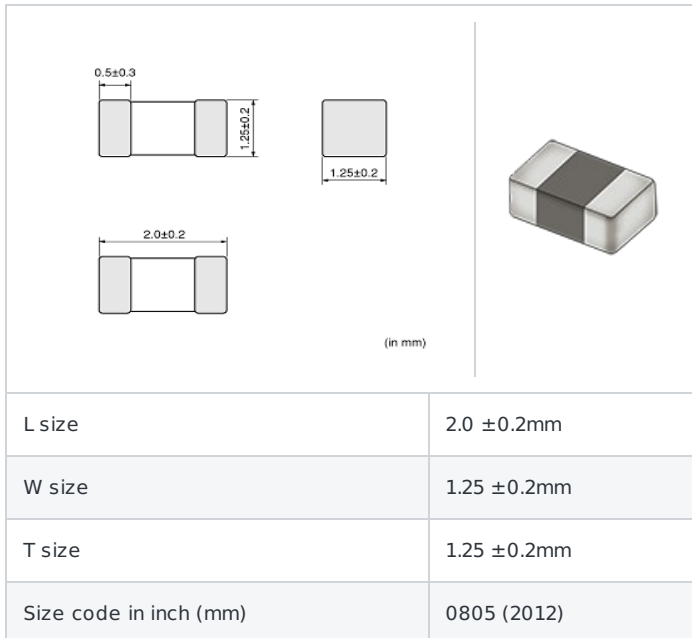 0.5±0.3
1.25±0.2
1.25±0.2
2.0±0.2
(in mm)
L size 2.0 ±0.2mm
W size 1.25 ±0.2mm
T size 1.25 ±0.2mm
Size code in inch (mm) 0805 (2012)